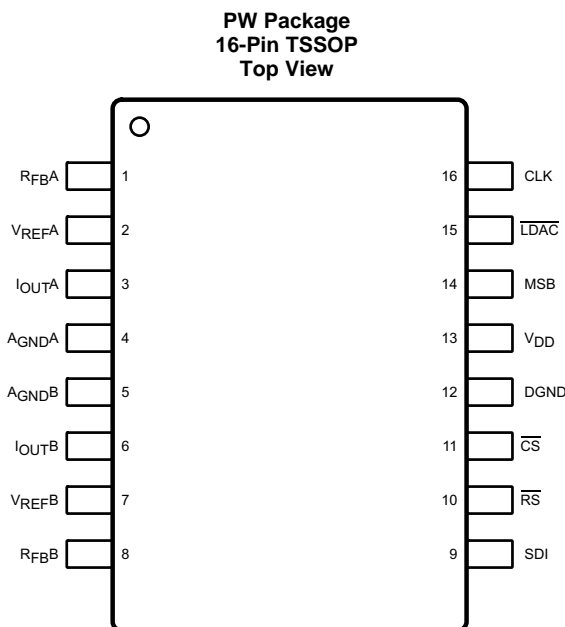 PW Package
16-Pin TSSOP
Top View
RFBA 1 16 CLK
VREFA 2 15 LDAC
IOUTA 3 14 MSB
AGNDA 4 13 VDD
AGNDB 5 12 DGND
IOUTB 6 11 CS
VREFB 7 10 RS
RFBB 8 9 SDI